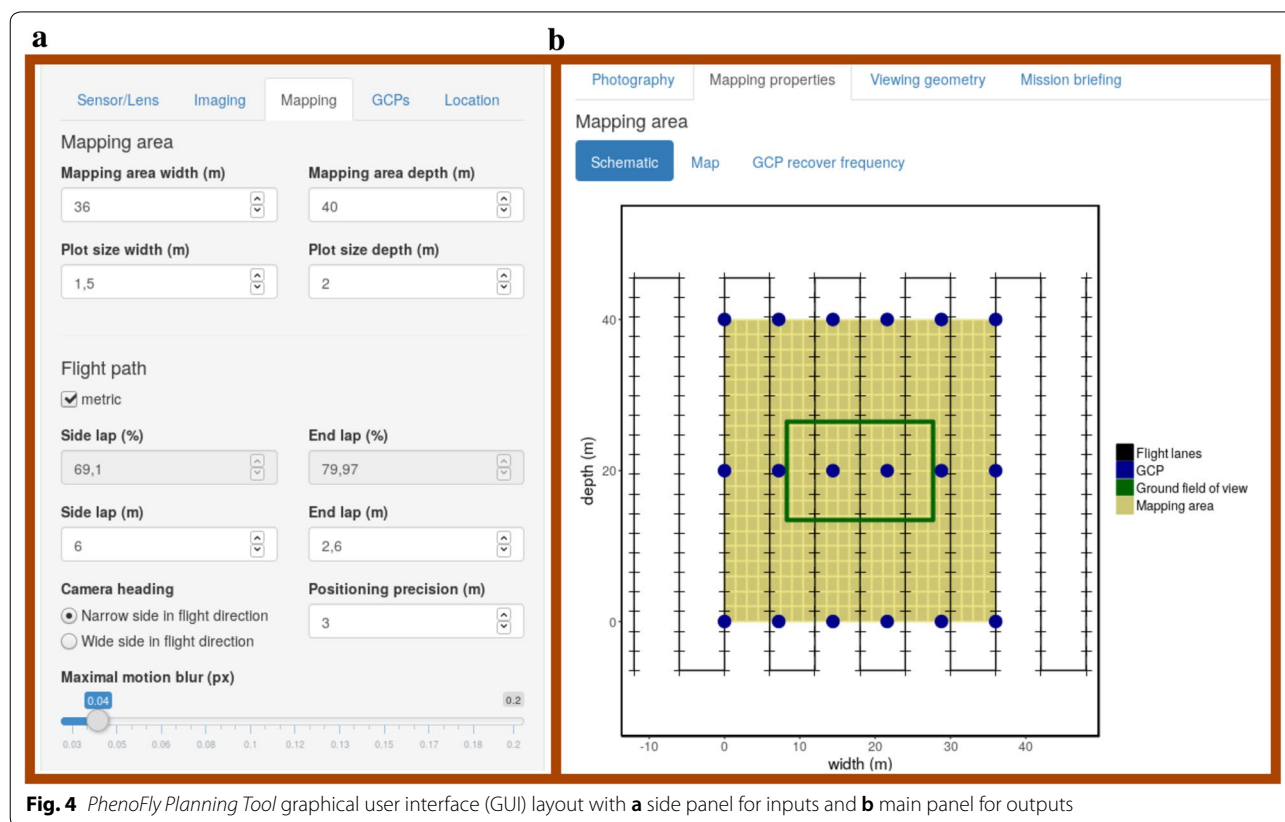 a
b
Sensor/Lens Imaging Mapping GCPs Location
Mapping area
Mapping area width (m) Mapping area depth (m)
36 40
Plot size width (m) Plot size depth (m)
1,5 2
Flight path
metric
Side lap (%) End lap (%)
69,1 79,97
Side lap (m) End lap (m)
6 2,6
Camera heading Positioning precision (m)
Narrow side in flight direction 3
Wide side in flight direction
Maximal motion blur (px)
0.04 0.2
0.03 0.05 0.06 0.08 0.1 0.12 0.13 0.15 0.17 0.18 0.2
Photography Mapping properties Viewing geometry Mission briefing
Mapping area
Schematic Map GCP recover frequency
40
20
0
depth (m)
-10 0 10 20 30 40
width (m)
Flight lanes
GCP
Ground field of view
Mapping area
Fig. 4 PhenoFly Planning Tool graphical user interface (GUI) layout with a side panel for inputs and b main panel for outputs